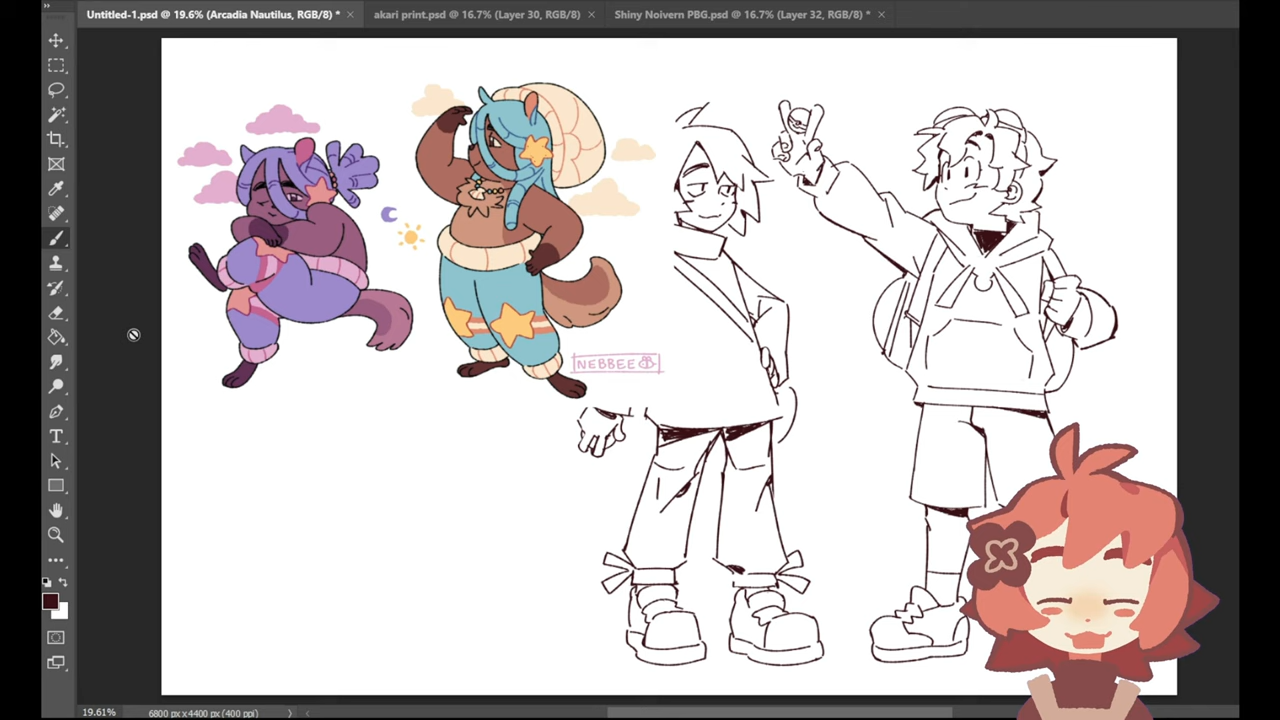 Untitled-1.psd @ 19.6% (Arcadia Nautilus, RGB/8) *
akari print.psd @ 16.7% (Layer 30, RGB/8)
Shiny Noivern PBG.psd @ 16.7% (Layer 32, RGB/8) *
NEBBEE
19.61%
6800 px x 4400 px (400 ppi)